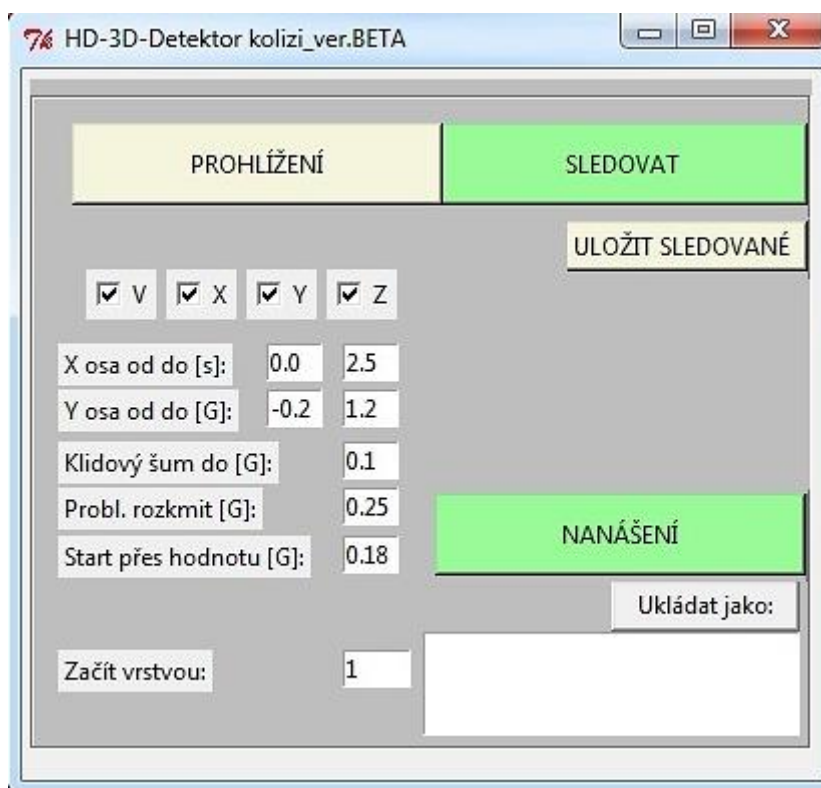 HD-3D-Detektor kolizi_ver.BETA
PROHLÍŽENÍ SLEDOVAT
ULOŽIT SLEDOVANÉ
V X Y Z
X osa od do [s]: 0.0 2.5
Y osa od do [G]: -0.2 1.2
Klidový šum do [G]: 0.1
Probl. rozkmit [G]: 0.25
NANÁŠENÍ
Start přes hodnotu [G]: 0.18
Ukládat jako:
Začít vrstvou: 1